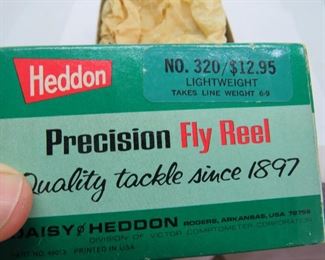 Heddon
NO. 320/$12.95
LIGHTWEIGHT
TAKES LINE WEIGHT 6-9
Precision Fly Reel
Quality tackle since 1897
DAISY/HEDDON ROGERS, ARKANSAS, USA
DIVISION OF VICTOR COMPTOMETER CORPORATION
PRINTED IN USA